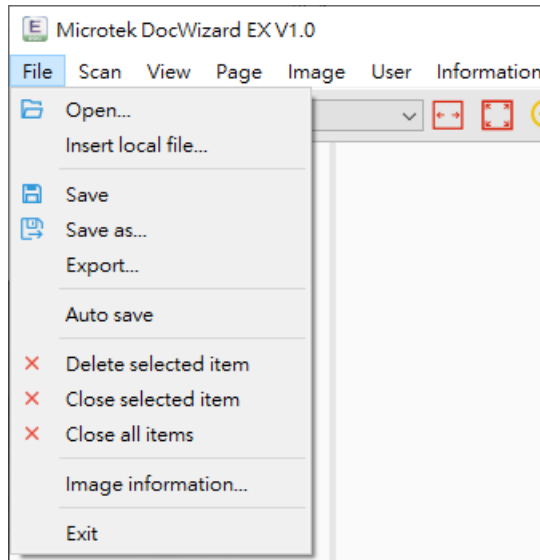 Microtek DocWizard EX V1.0
File Scan View Page Image User Information
Open...
Insert local file...
Save
Save as...
Export...
Auto save
Delete selected item
Close selected item
Close all items
Image information...
Exit